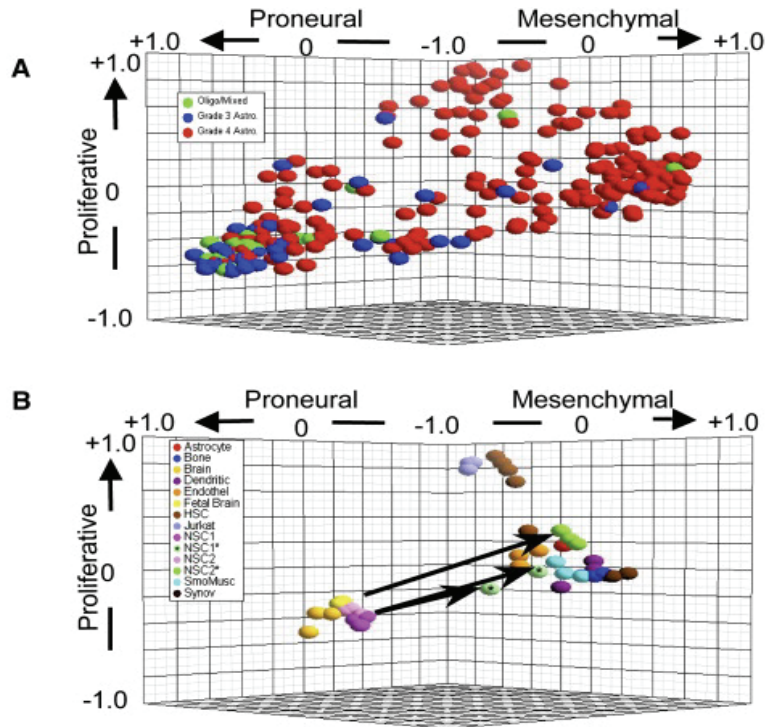 Proneural
Mesenchymal
+1.0
0
-1.0
0
+1.0
A
+1.0
Oligo/Mixed
Grade 3 Astro.
Grade 4 Astro.
Proliferative
0
-1.0
B
Proneural
Mesenchymal
+1.0
0
-1.0
0
+1.0
+1.0
Astrocyte
Bone
Brain
Dendritic
Endothel
Fetal Brain
HSC
Jurkat
NSC1
NSC1*
NSC2
NSC2*
SmoMusc
Synov
Proliferative
0
-1.0